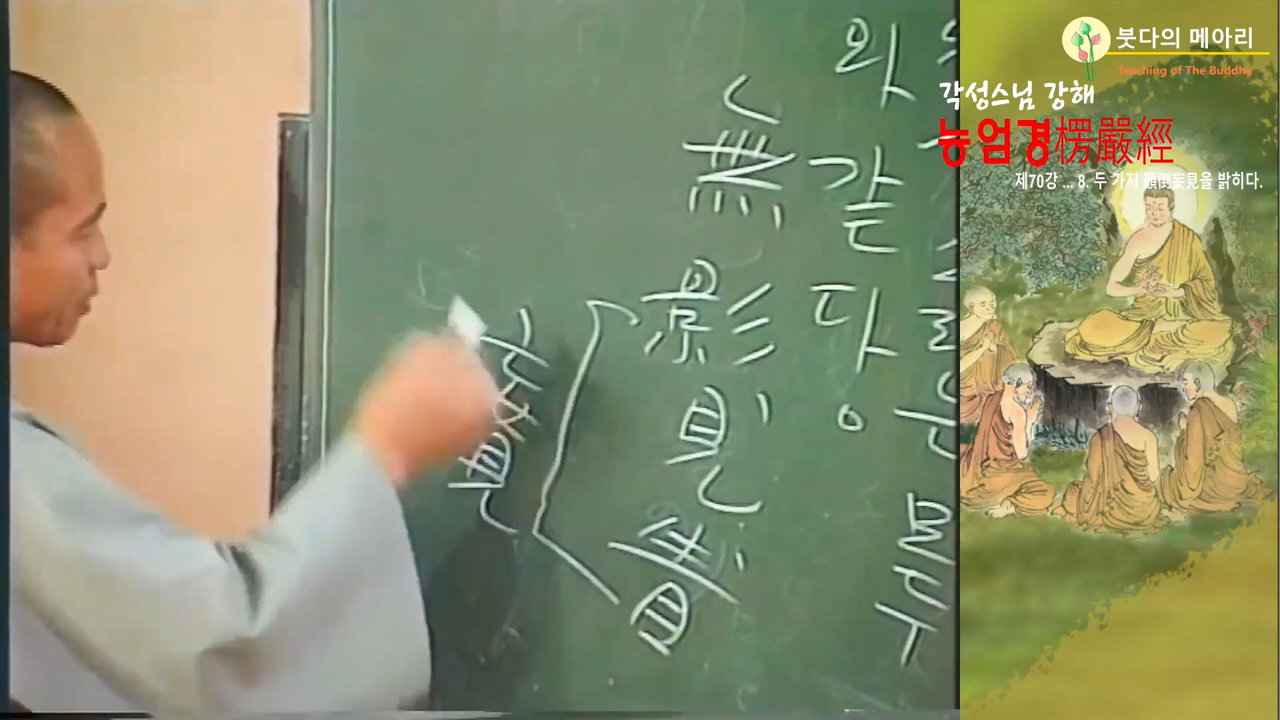 붓다의 메아리
Teaching of The Buddha
각성스님 강해
능엄경楞嚴經
제70강 ... 8. 두 가지 顚倒妄見을 밝히다.
와 같다.
無影見眚
覺